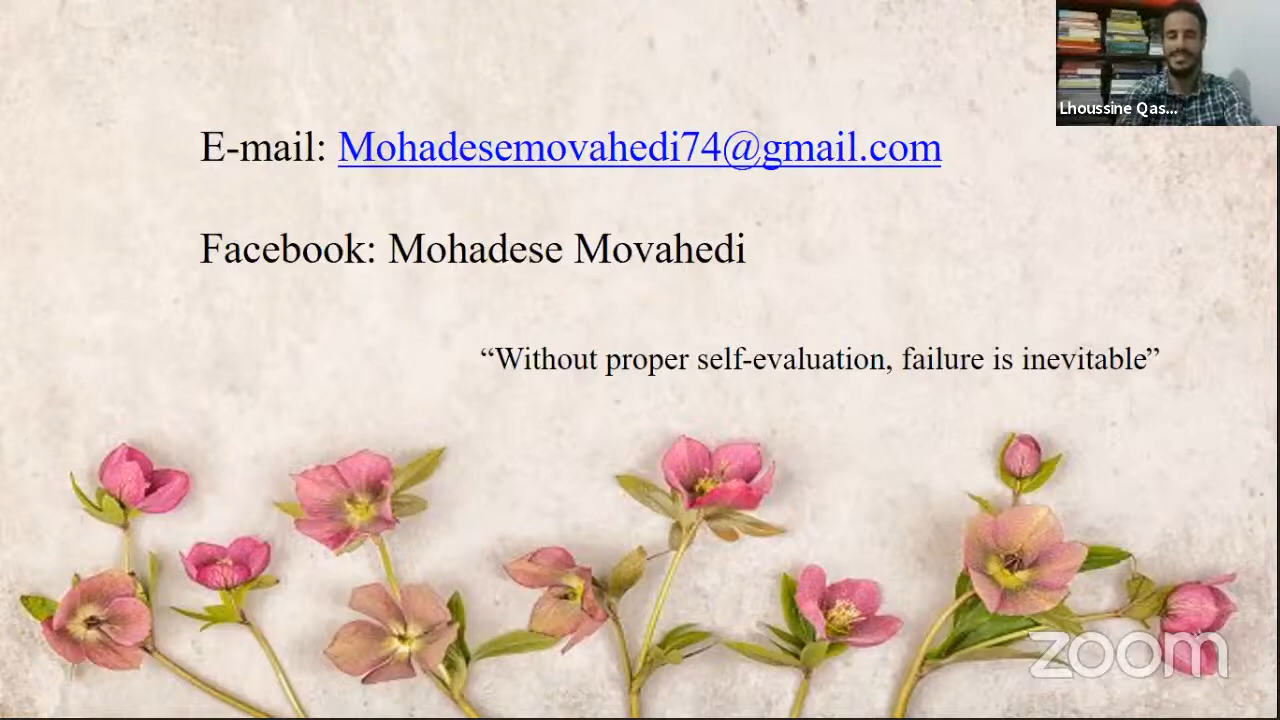 Lhoussine Qas...
E-mail: Mohadesemovahedi74@gmail.com
Facebook: Mohadese Movahedi
“Without proper self-evaluation, failure is inevitable”
zoom